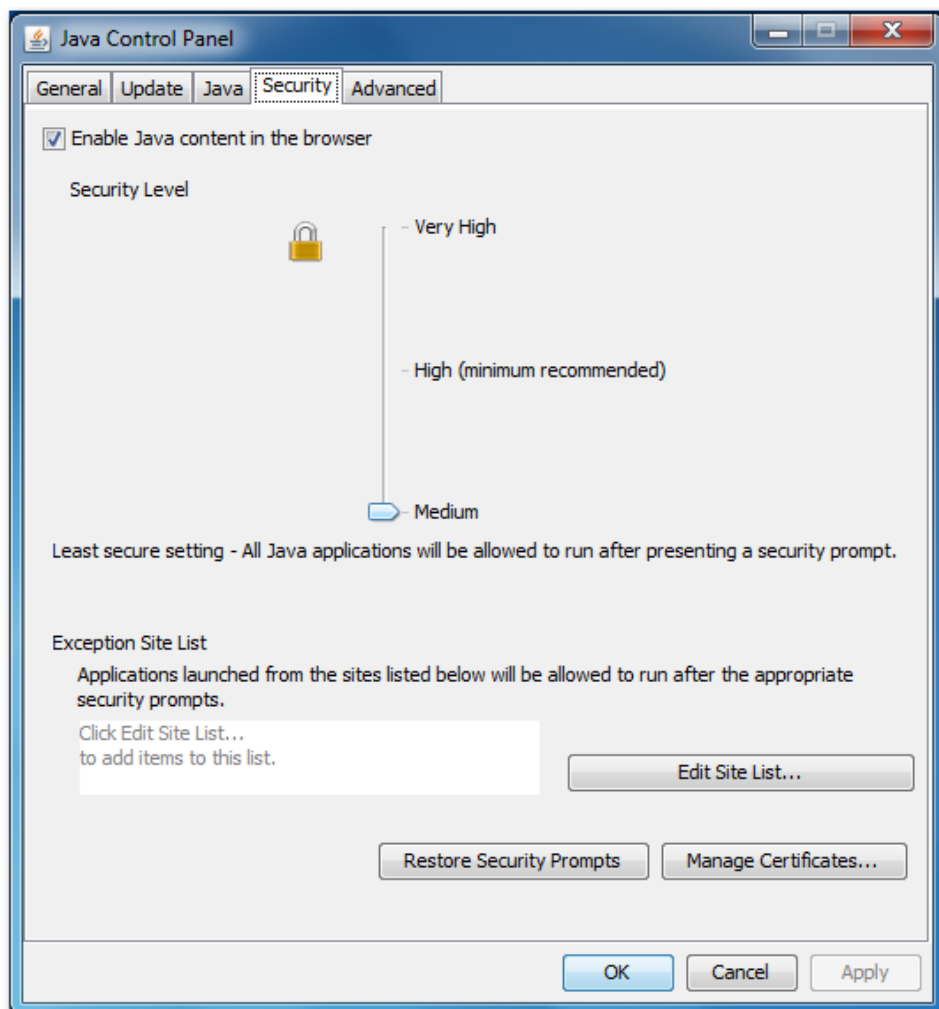 Java Control Panel
General Update Java Security Advanced
Enable Java content in the browser
Security Level
Very High
High (minimum recommended)
Medium
Least secure setting - All Java applications will be allowed to run after presenting a security prompt.
Exception Site List
Applications launched from the sites listed below will be allowed to run after the appropriate
security prompts.
Click Edit Site List...
to add items to this list.
Edit Site List...
Restore Security Prompts Manage Certificates...
OK Cancel Apply